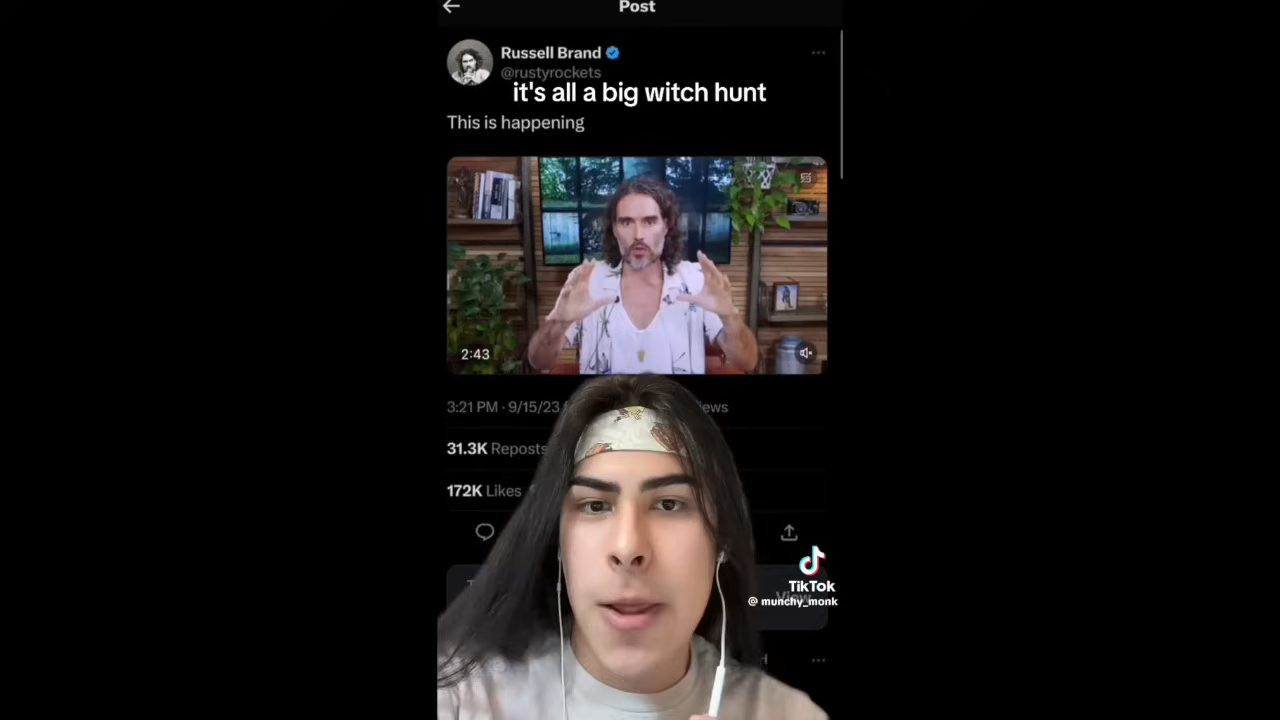 Post
Russell Brand
@rustyrockets
it's all a big witch hunt
This is happening
2:43
3:21 PM · 9/15/23
31.3K Reposts
172K Likes
TikTok
View
@ munchy_monk